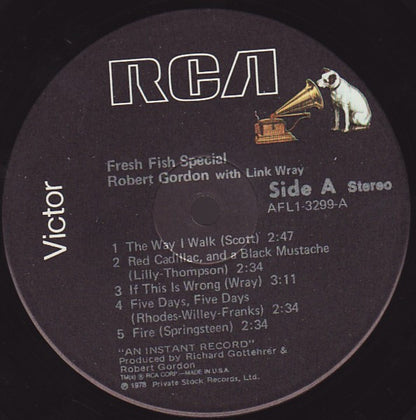 RCA
Victor
Fresh Fish Special
Robert Gordon with Link Wray
Side A Stereo
AFL1-3299-A
1 The Way I Walk (Scott) 2:47
2 Red Cadillac, and a Black Mustache
(Lilly-Thompson) 2:34
3 If This Is Wrong (Wray) 3:11
4 Five Days, Five Days
(Rhodes-Willey-Franks) 2:34
5 Fire (Springsteen) 2:34
"AN INSTANT RECORD"
Produced by Richard Gottehrer &
Robert Gordon
TM(s) ® RCA CORP.—MADE IN U.S.A.
℗ 1978 Private Stock Records, Ltd.